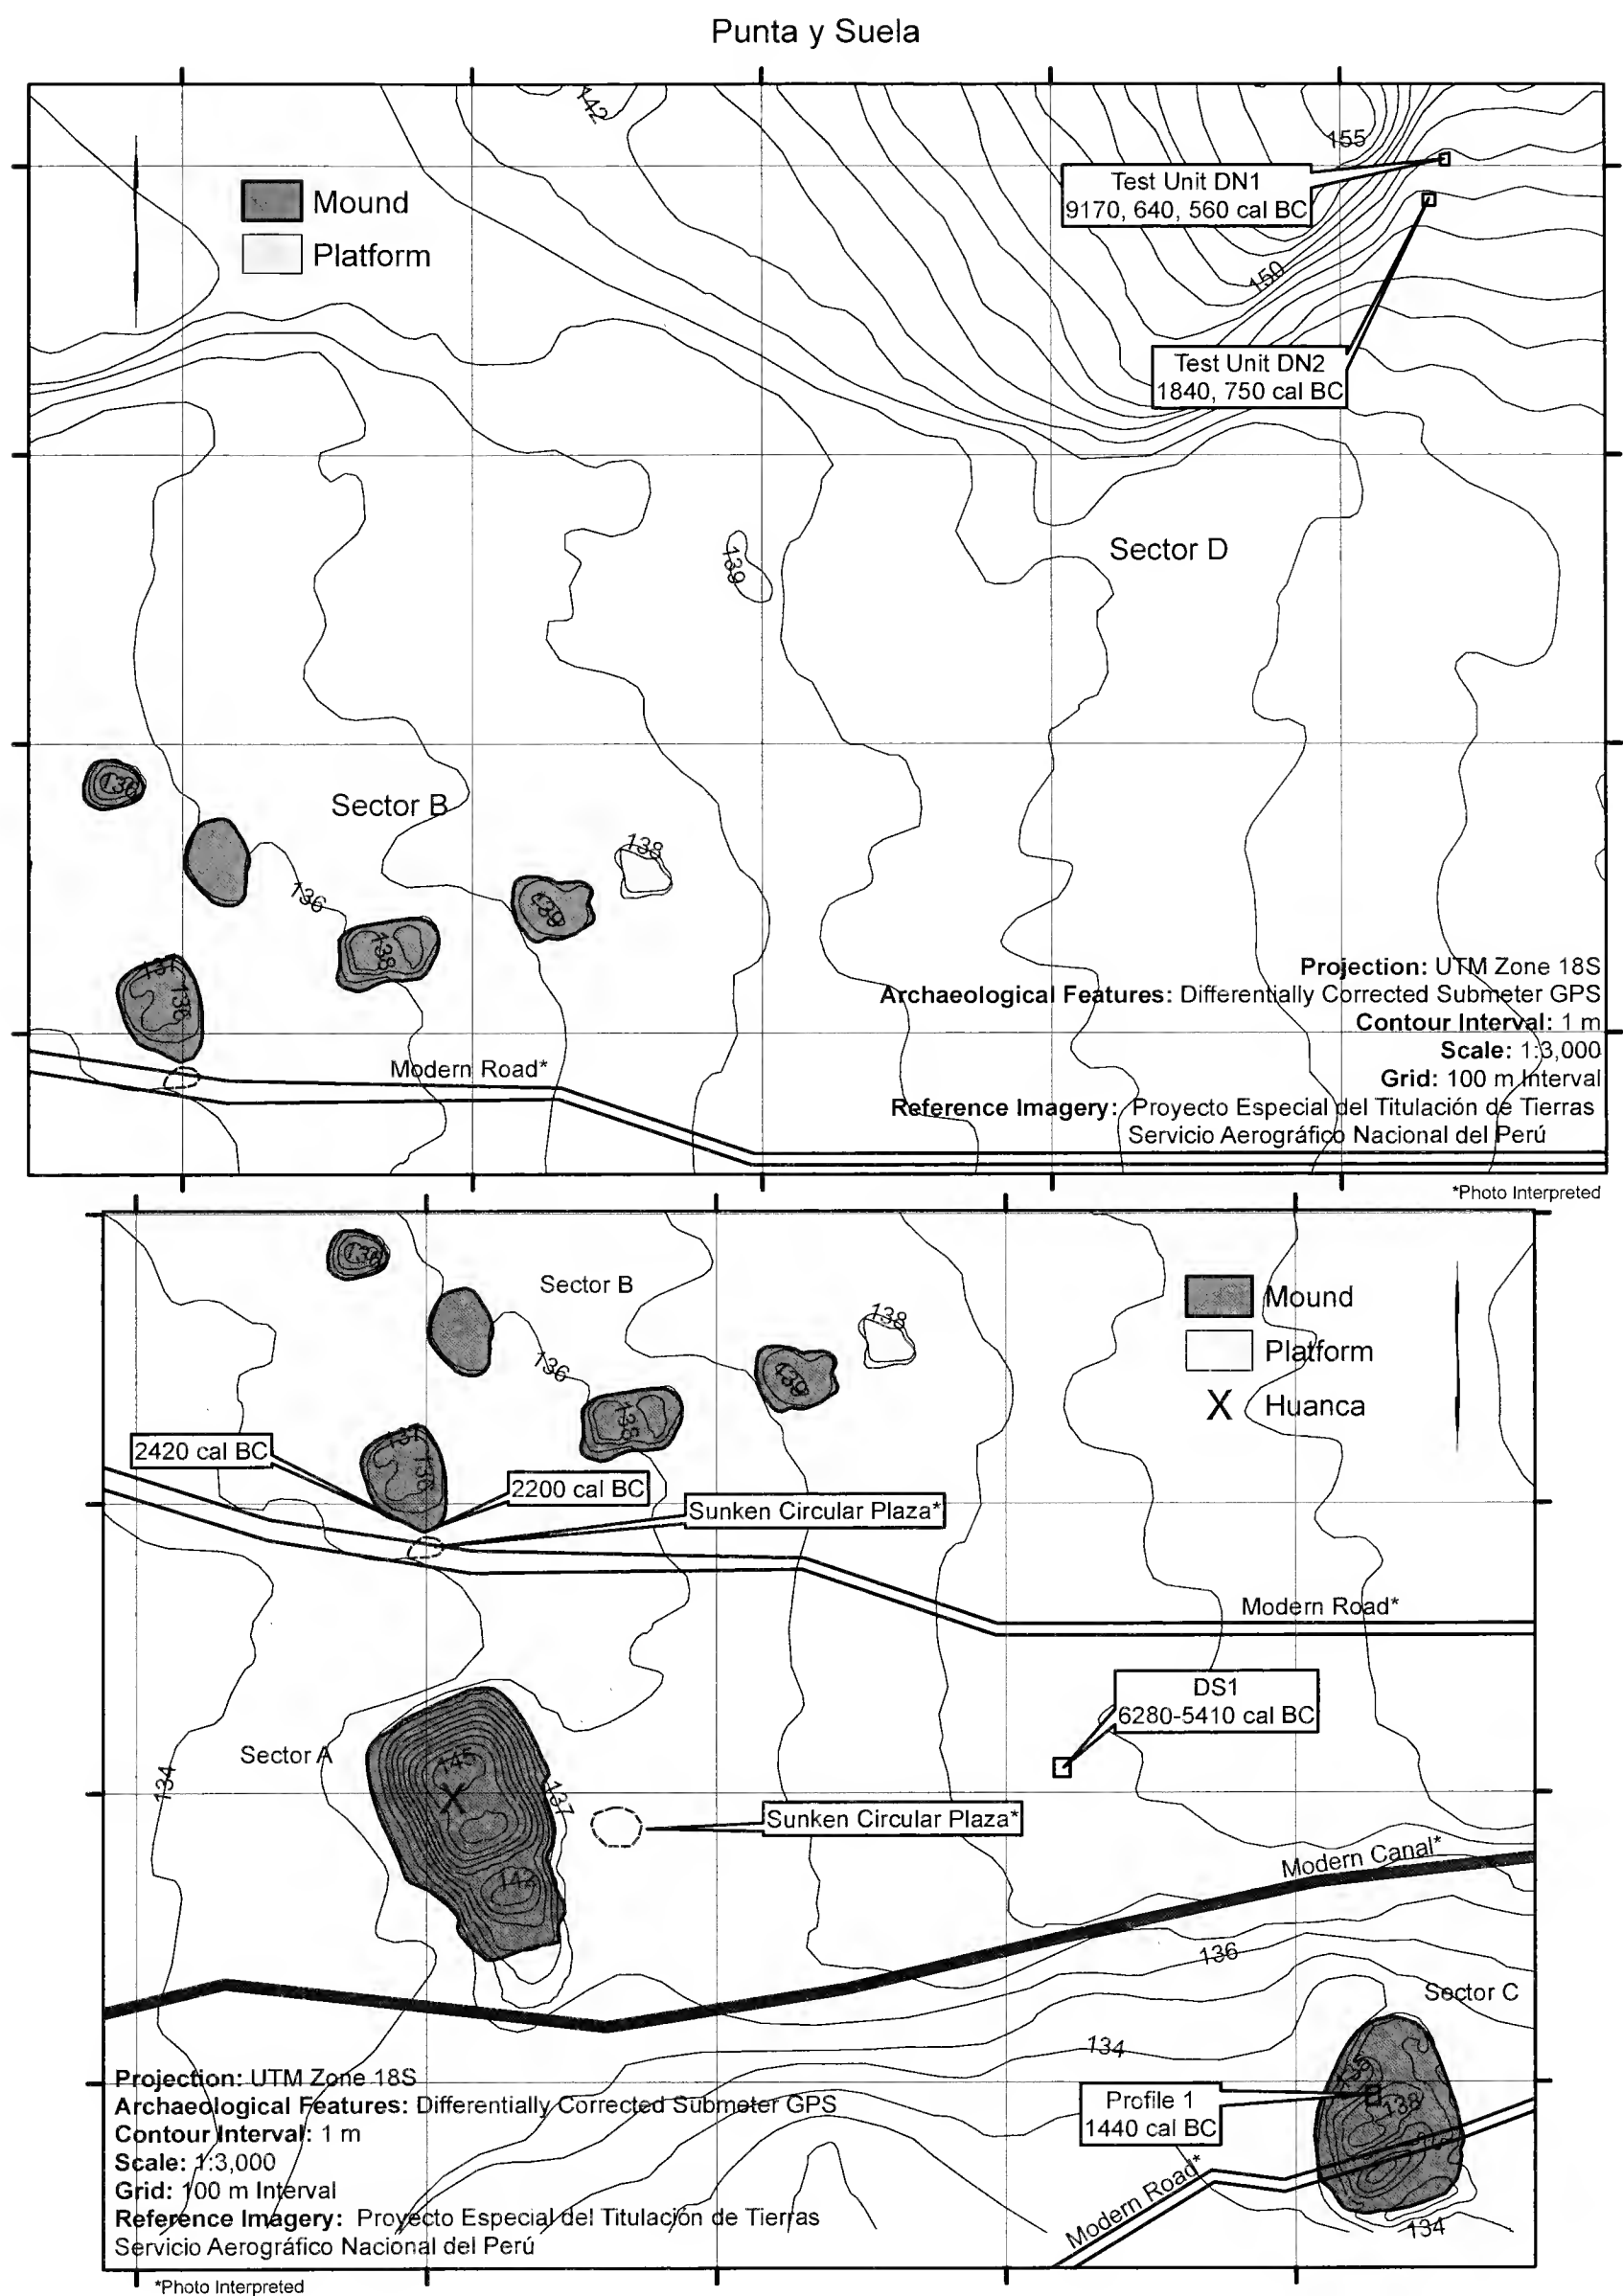 Punta y Suela
142
155
Test Unit DN1
9170, 640, 560 cal BC
Mound
Platform
150
Test Unit DN2
1840, 750 cal BC
Sector D
139
136
Sector B
138
136
139
138
137
138
Projection: UTM Zone 18S
Archaeological Features: Differentially Corrected Submeter GPS
Contour Interval: 1 m
Scale: 1:3,000
Grid: 100 m Interval
Reference Imagery: Proyecto Especial del Titulación de Tierras
Servicio Aerográfico Nacional del Perú
Modern Road*
*Photo Interpreted
Sector B
Mound
Platform
X Huanca
138
136
139
138
137
2420 cal BC
2200 cal BC
Sunken Circular Plaza*
Modern Road*
DS1
6280-5410 cal BC
Sector A
145
X
134
137
Sunken Circular Plaza*
142
Modern Canal*
136
Sector C
134
Profile 1
1440 cal BC
138
Modern Road*
134
Projection: UTM Zone 18S
Archaeological Features: Differentially Corrected Submeter GPS
Contour Interval: 1 m
Scale: 1:3,000
Grid: 100 m Interval
Reference Imagery: Proyecto Especial del Titulación de Tierras
Servicio Aerográfico Nacional del Perú
*Photo Interpreted